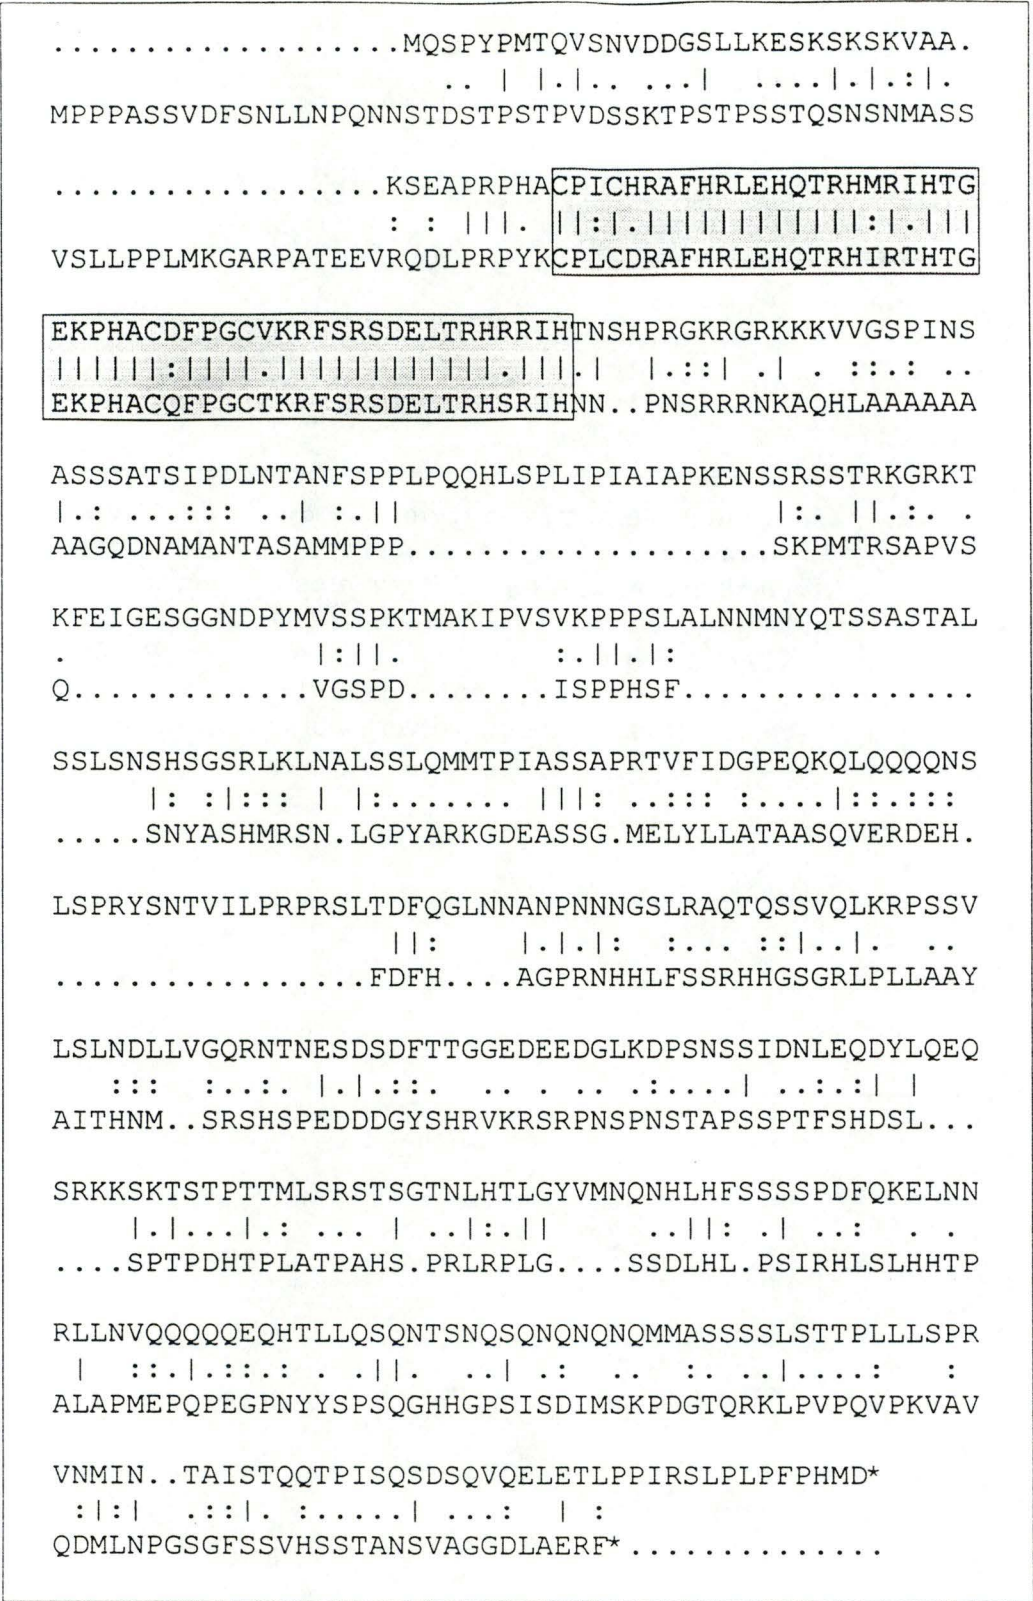 ...................MQSPYPMTQVSNVDDGSLLKESKSKSKVAA.
.. | |.|.. ...| ....|.|.:|.
MPPPASSVDFSNLLNPQNNSTDSTPSTPVDSSKTPSTPSSTQSNSNMASS
..................KSEAPRPHACPICHRAFHRLEHQTRHMRIHTG
: : |||. ||:|.||||||||||||:|.|||
VSLLPPLMKGARPATEEVRQDLPRPYKCPLCDRAFHRLEHQTRHIRTHTG
EKPHACDFPGCVKRFSRSDELTRHRRIHTNSHPRGKRGRKKKVVGSPINS
||||||:||||.||||||||||||.|||.| |.::| .| . ::.: ..
EKPHACQFPGCTKRFSRSDELTRHSRIHNN..PNSRRRNKAQHLAAAAAA
ASSSATSIPDLNTANFSPPLPQQHLSPLIPIAIAPKENSSRSSTRKGRKT
|.: ...::: ..| :.|| |: ||.:. .
AAGQDNAMANTASAMMPPP....................SKPMTRSAPVS
KFEIGESGGNDPYMVSSPKTMAKIPVSVKPPPSLALNNMNYQTSSASTAL
. |:||. :.||.|:
Q.............VGSPD........ISPPHSF................
SSLSNSHSGSRLKLNALSSLQMMTPIASSAPRTVFIDGPEQKQLQQQQNS
|: :|::: | |:....... |||: ..::: :....|::.:::
.....SNYASHMRSN.LGPYARKGDEASSG.MELYLLATAASQVERDEH.
LSPRYSNTVILPRPRSLTDFQGLNNANPNNNGSLRAQTQSSVQLKRPSSV
||: |.|.|: :... ::|..|. ..
.................FDFH....AGPRNHHLFSSRHHGSGRLPLLAAY
LSLNDLLVGQRNTNESDSDFTTGGEDEEDGLKDPSNSSIDNLEQDYLQEQ
::: :..:. |.|.::. .. . .. .:....| ..:.:| |
AITHNM..SRSHSPEDDDGYSHRVKRSRPNSPNSTAPSSPTFSHDSL...
SRKKSKTSTPTTMLSRSTSGTNLHTLGYVMNQNHLHFSSSSPDFQKELNN
|.|...|.: ... | ..|:.|| ..||: .| ..: . .
....SPTPDHTPLATPAHS.PRLRPLG....SSDLHL.PSIRHLSLHHTP
RLLNVQQQQQEQHTLLQSQNTSNQSQNQNQNQMMASSSSLSTTPLLLSPR
| ::.|.::.: . .||. ..| .: .. :. ..|....: :
ALAPMEPQPEGPNYYSPSQGHHGPSISDIMSKPDGTQRKLPVPQVPKVAV
VNMIN..TAISTQQTPISQSDSQVQELETLPPIRSLPLPFPHMD*
:|:| .::|. :.....| ...: | :
QDMLNPGSGFSSVHSSTANSVAGGDLAERF*..............